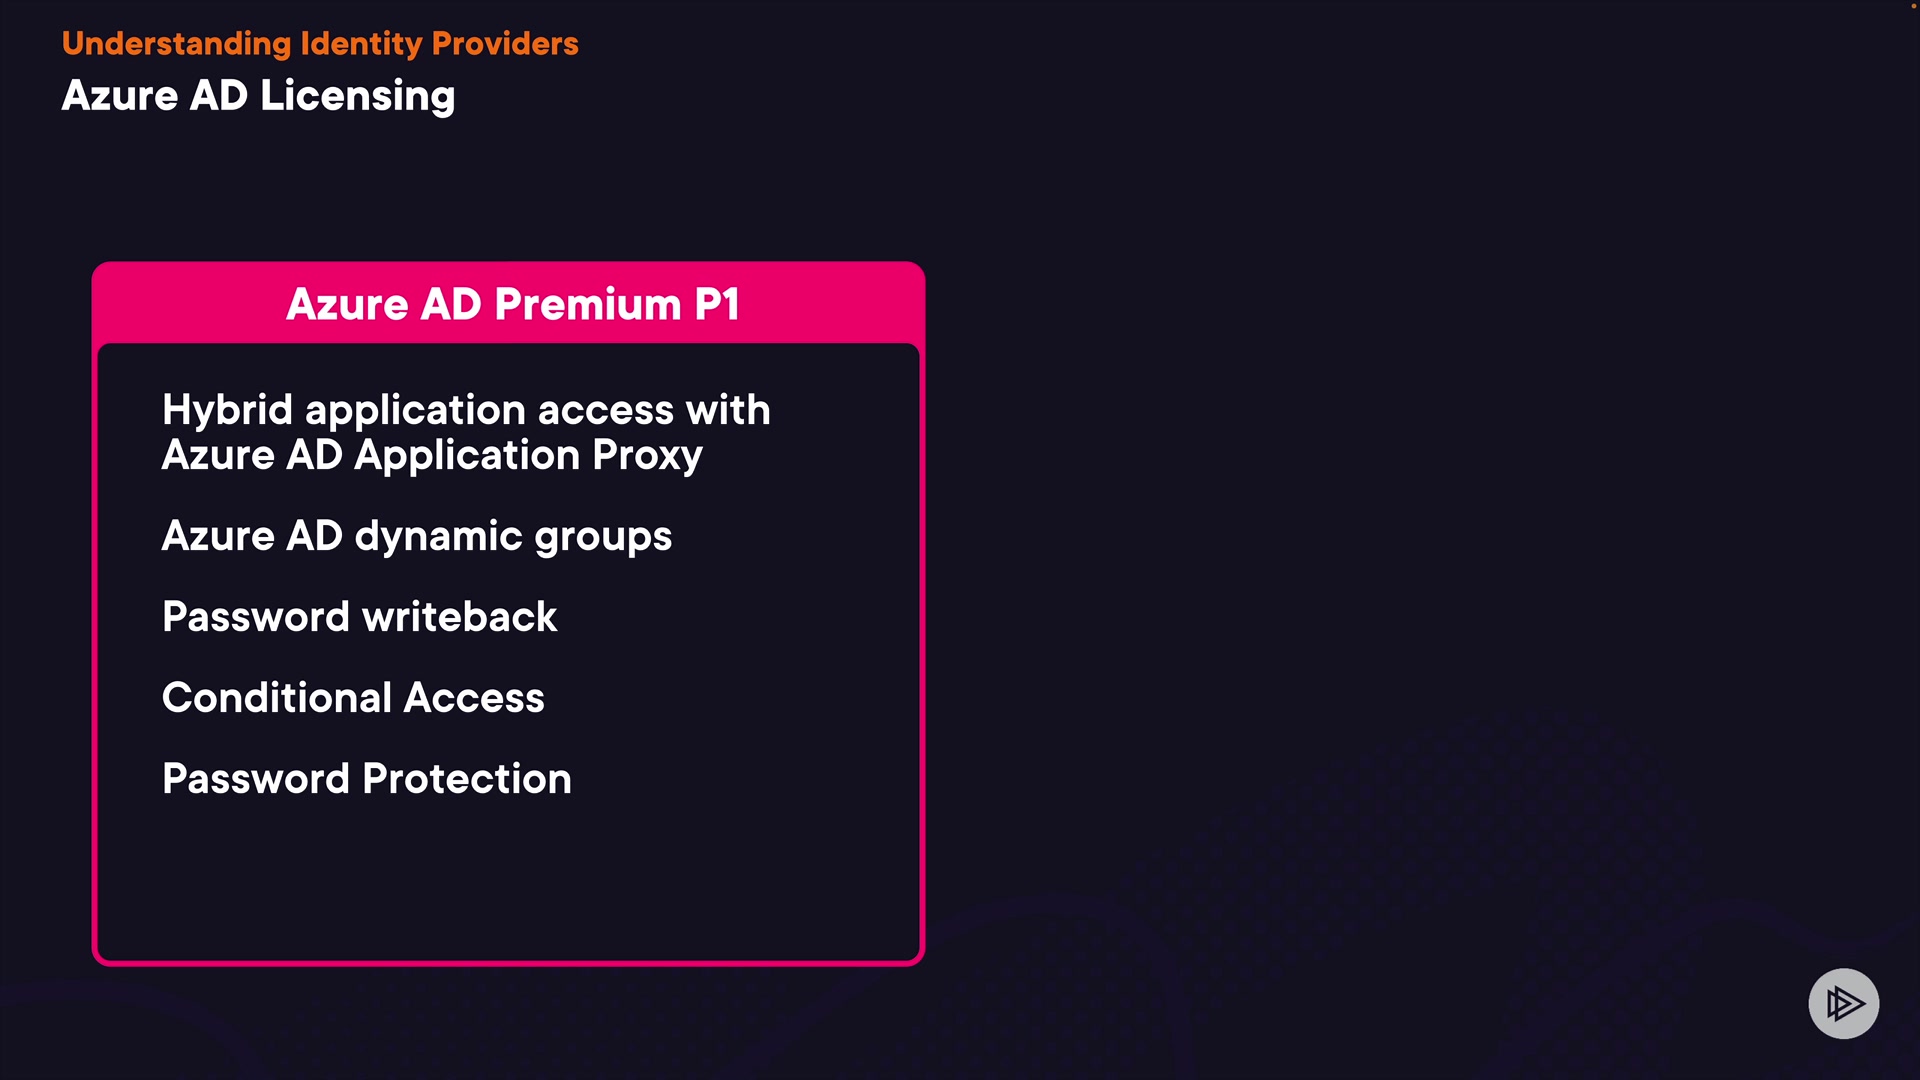 Understanding Identity Providers
Azure AD Licensing
Azure AD Premium P1
Hybrid application access with
Azure AD Application Proxy
Azure AD dynamic groups
Password writeback
Conditional Access
Password Protection